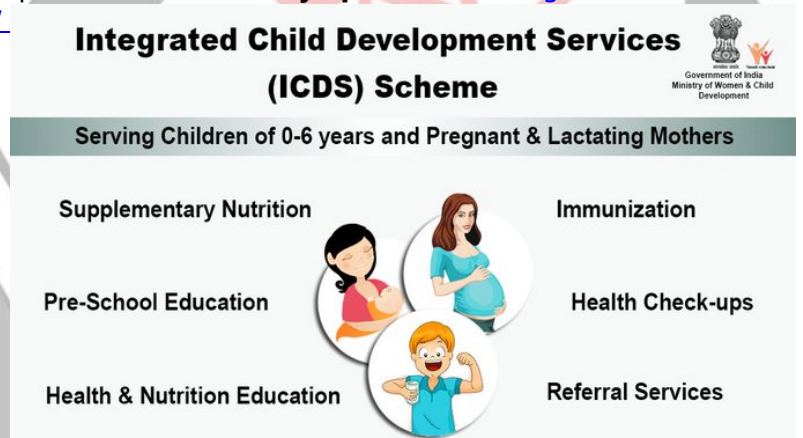 Integrated Child Development Services
(ICDS) Scheme
Government of India
Ministry of Women & Child
Development
Serving Children of 0-6 years and Pregnant & Lactating Mothers
Supplementary Nutrition
Immunization
Pre-School Education
Health Check-ups
Health & Nutrition Education
Referral Services